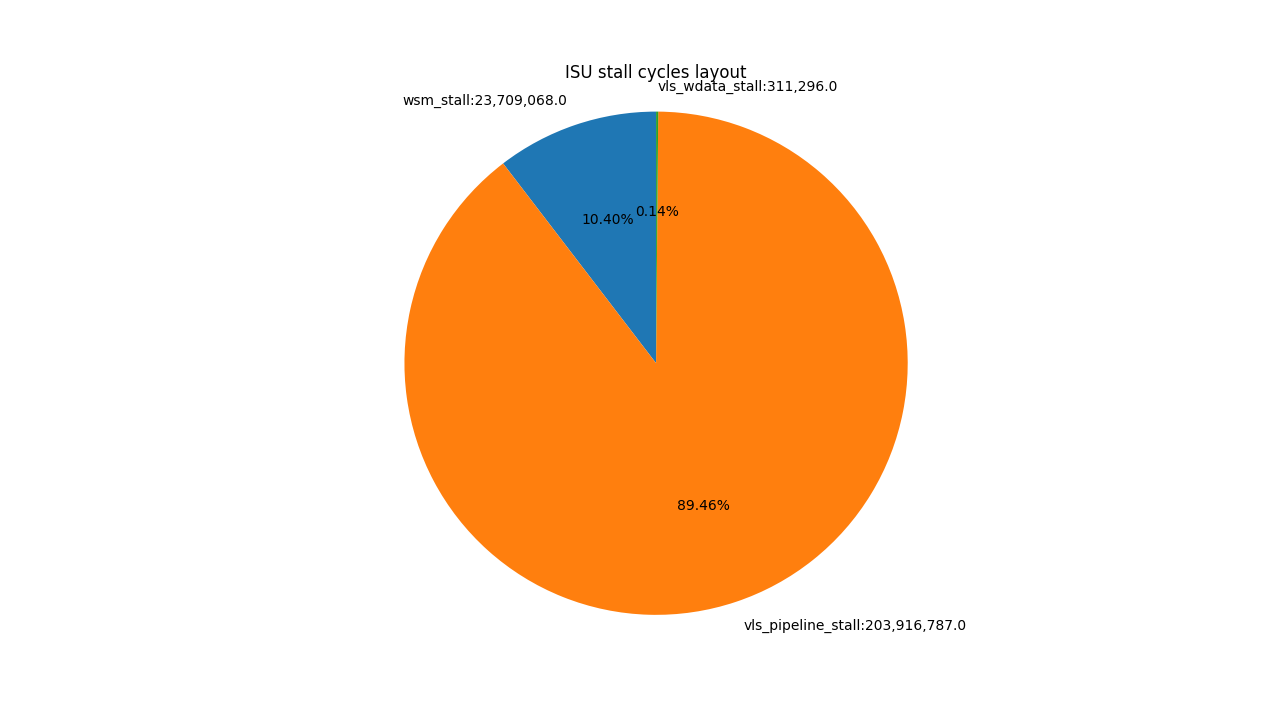 ISU stall cycles layout
vls_wdata_stall:311,296.0
wsm_stall:23,709,068.0
0.14%
10.40%
89.46%
vls_pipeline_stall:203,916,787.0